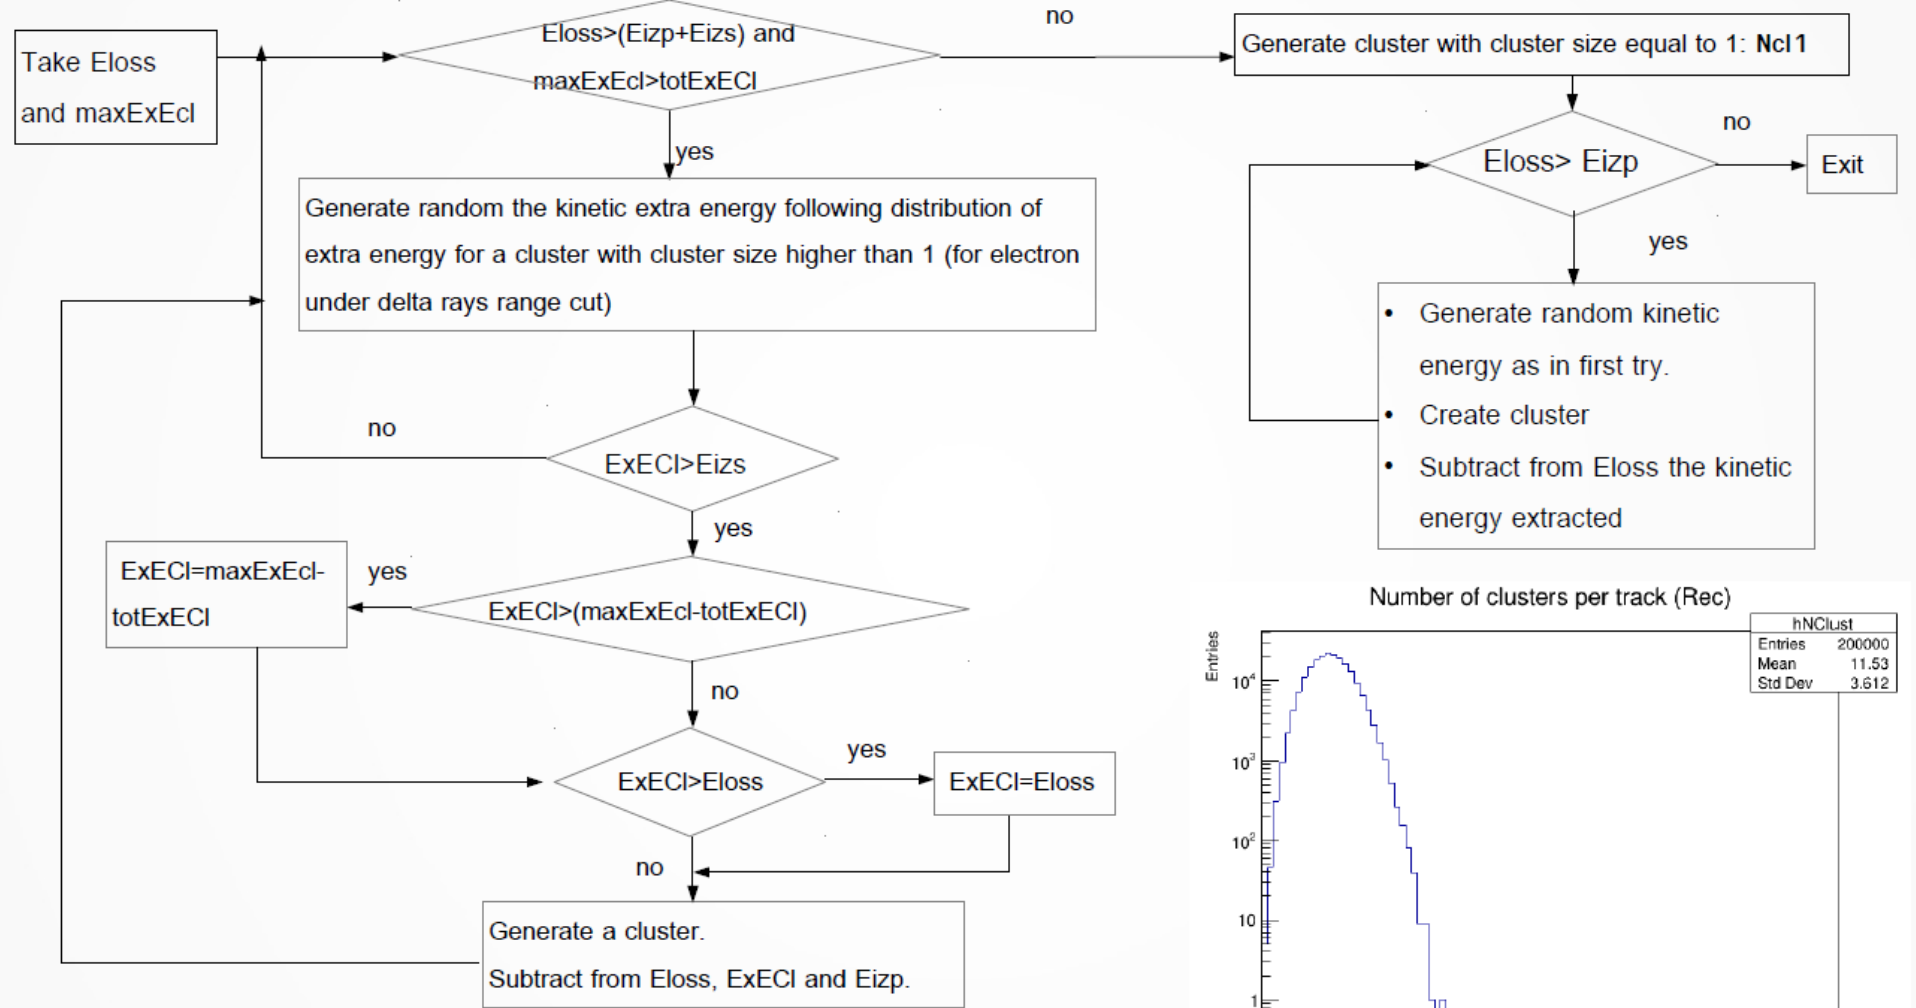 Take Eloss
and maxExEcl
Eloss>(Eizp+Eizs) and
maxExEcl>totExECl
no
Generate cluster with cluster size equal to 1: Ncl1
yes
Generate random the kinetic extra energy following distribution of
extra energy for a cluster with cluster size higher than 1 (for electron
under delta rays range cut)
no
ExECl>Eizs
yes
ExECl=maxExEcl-
totExECl
yes
ExECl>(maxExEcl-totExECl)
no
ExECl>Eloss
yes
ExECl=Eloss
no
Generate a cluster.
Subtract from Eloss, ExECl and Eizp.
Eloss> Eizp
no
Exit
yes
• Generate random kinetic
energy as in first try.
• Create cluster
• Subtract from Eloss the kinetic
energy extracted
Number of clusters per track (Rec)
hNClust
Entries 200000
Mean 11.53
Std Dev 3.612
Entries
10⁴
10³
10²
10
1